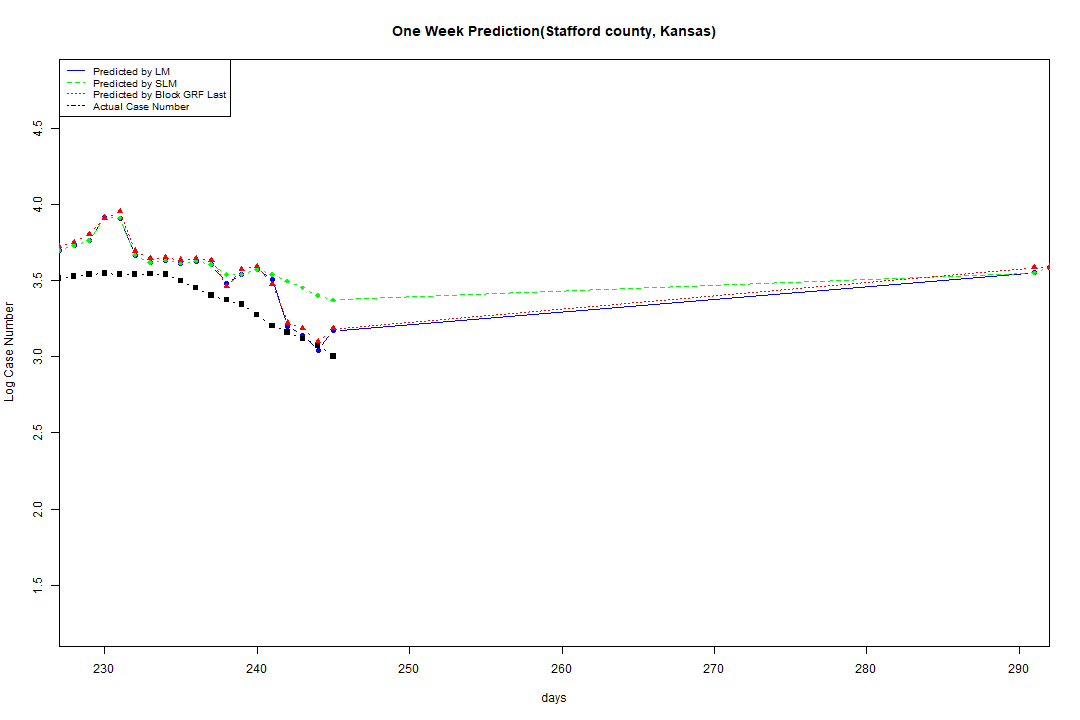 One Week Prediction(Stafford county, Kansas)
Predicted by LM
Predicted by SLM
Predicted by Block GRF Last
Actual Case Number
Log Case Number
4.5
4.0
3.5
3.0
2.5
2.0
1.5
230 240 250 260 270 280 290
days